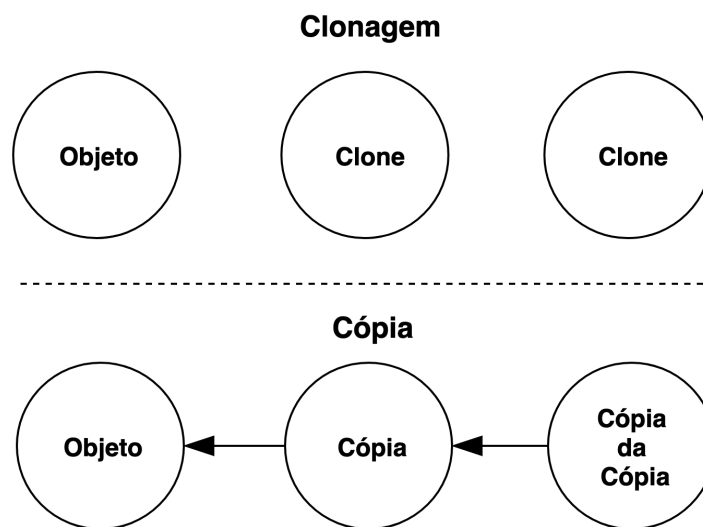 Clonagem
Objeto
Clone
Clone
Cópia
Objeto
Cópia
Cópia
da
Cópia